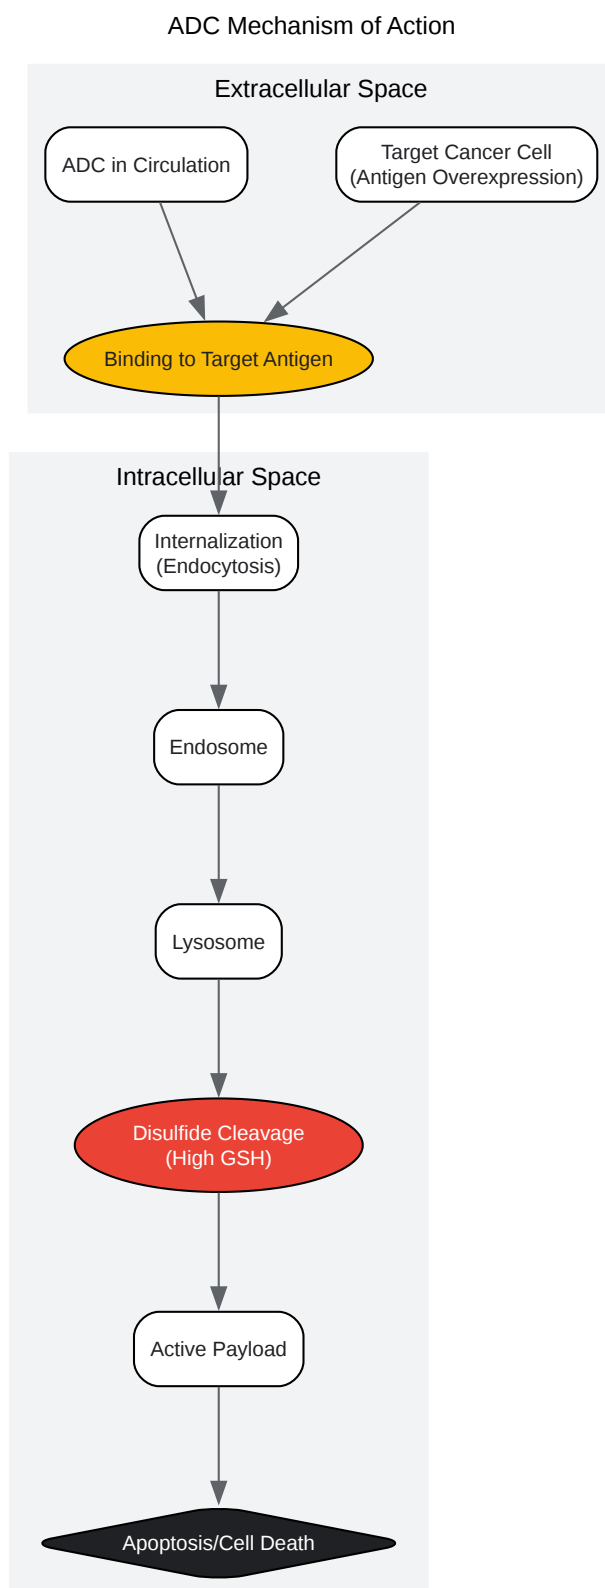 ADC Mechanism of Action
Extracellular Space
ADC in Circulation
Target Cancer Cell
(Antigen Overexpression)
Binding to Target Antigen
Intracellular Space
Internalization
(Endocytosis)
Endosome
Lysosome
Disulfide Cleavage
(High GSH)
Active Payload
Apoptosis/Cell Death